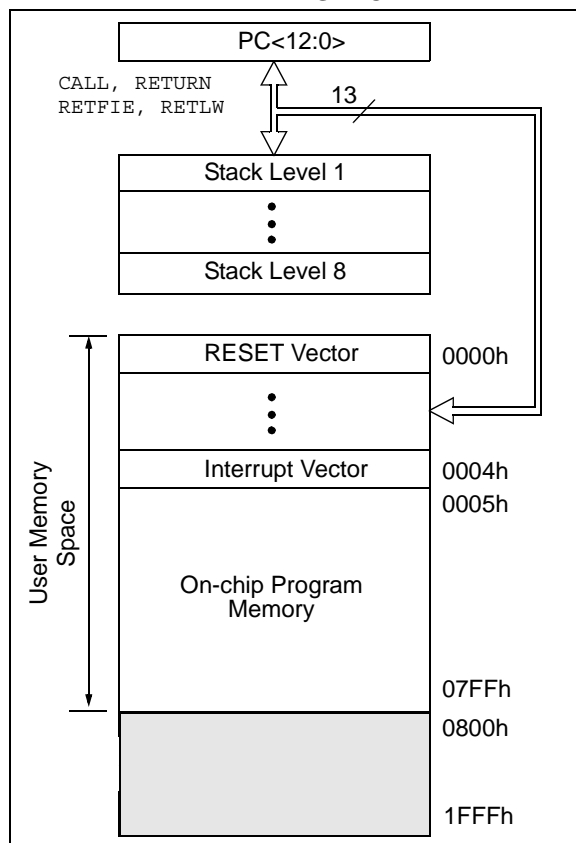 PC<12:0>
CALL, RETURN
RETFIE, RETLW
13
Stack Level 1
Stack Level 8
RESET Vector
0000h
Interrupt Vector
0004h
0005h
User Memory
Space
On-chip Program
Memory
07FFh
0800h
1FFFh